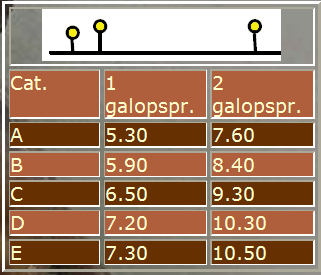 Cat. 1 galopspr. 2 galopspr.
A 5.30 7.60
B 5.90 8.40
C 6.50 9.30
D 7.20 10.30
E 7.30 10.50